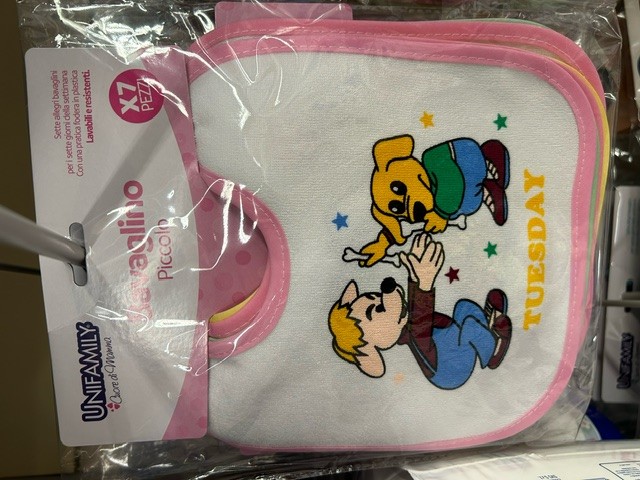 UNIFAMILY
Cuore di Mamma
Bavaglino
Piccolo
X7
PEZZI
Sette allegri bavaglini
per i sette giorni della settimana
Con una pratica fodera in plastica
Lavabili e resistenti.
TUESDAY